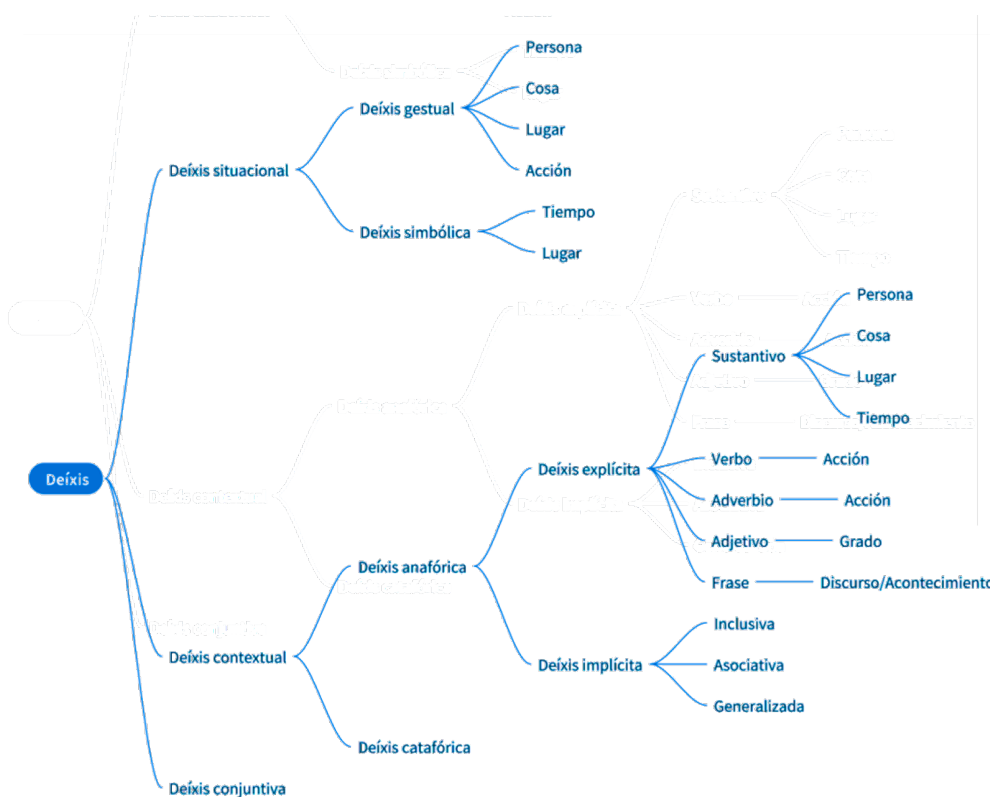 Deíxis
Deíxis situacional
Deíxis gestual
Persona
Cosa
Lugar
Acción
Deíxis simbólica
Tiempo
Lugar
Deíxis contextual
Deíxis anafórica
Deíxis explícita
Sustantivo
Persona
Cosa
Lugar
Tiempo
Verbo
Acción
Adverbio
Acción
Adjetivo
Grado
Frase
Discurso/Acontecimiento
Deíxis implícita
Inclusiva
Asociativa
Generalizada
Deíxis catafórica
Deíxis conjuntiva